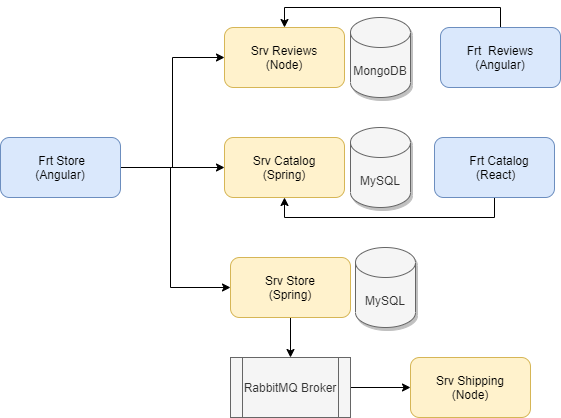 Srv Reviews
(Node)
MongoDB
Frt Reviews
(Angular)
Frt Store
(Angular)
Srv Catalog
(Spring)
MySQL
Frt Catalog
(React)
Srv Store
(Spring)
MySQL
RabbitMQ Broker
Srv Shipping
(Node)